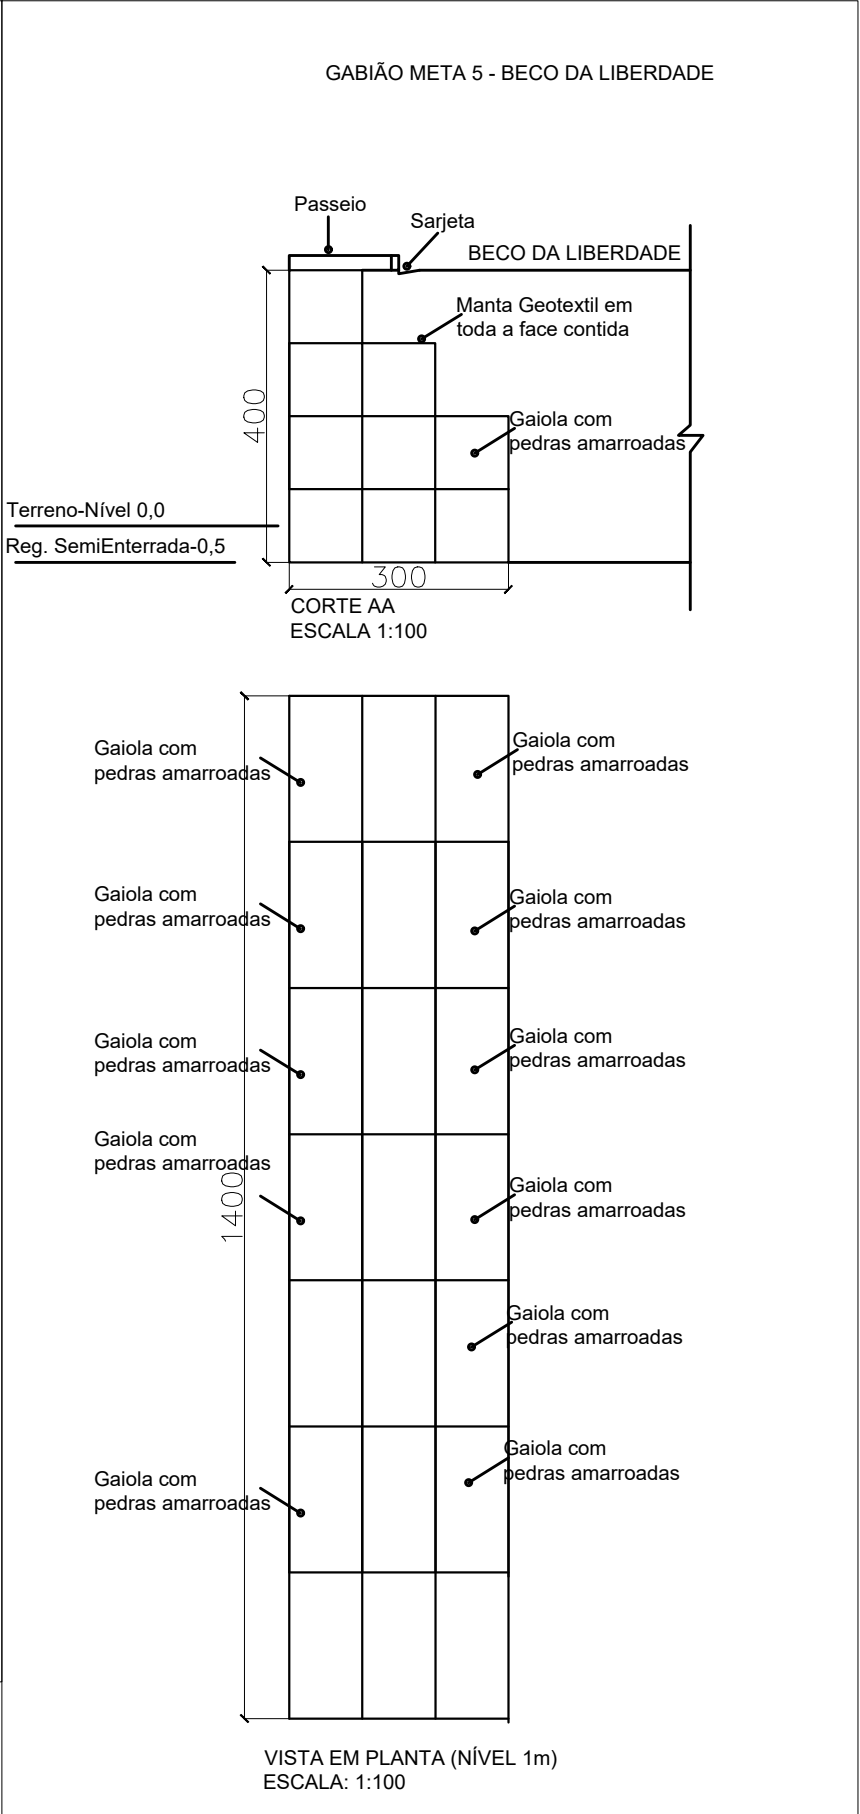 GABIÃO META 5 - BECO DA LIBERDADE
Passeio
Sarjeta
BECO DA LIBERDADE
Manta Geotextil em
toda a face contida
400
Gaiola com
pedras amarroadas
Terreno-Nível 0,0
Reg. SemiEnterrada-0,5
300
CORTE AA
ESCALA 1:100
Gaiola com
pedras amarroadas
Gaiola com
pedras amarroadas
Gaiola com
pedras amarroadas
Gaiola com
pedras amarroadas
Gaiola com
pedras amarroadas
Gaiola com
pedras amarroadas
Gaiola com
pedras amarroadas
1400
Gaiola com
pedras amarroadas
Gaiola com
pedras amarroadas
Gaiola com
pedras amarroadas
Gaiola com
pedras amarroadas
VISTA EM PLANTA (NÍVEL 1m)
ESCALA: 1:100